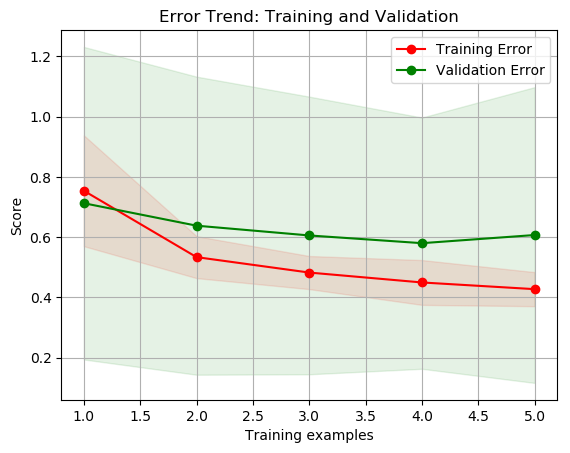 Error Trend: Training and Validation
Training Error
Validation Error
Score
1.2
1.0
0.8
0.6
0.4
0.2
1.0 1.5 2.0 2.5 3.0 3.5 4.0 4.5 5.0
Training examples